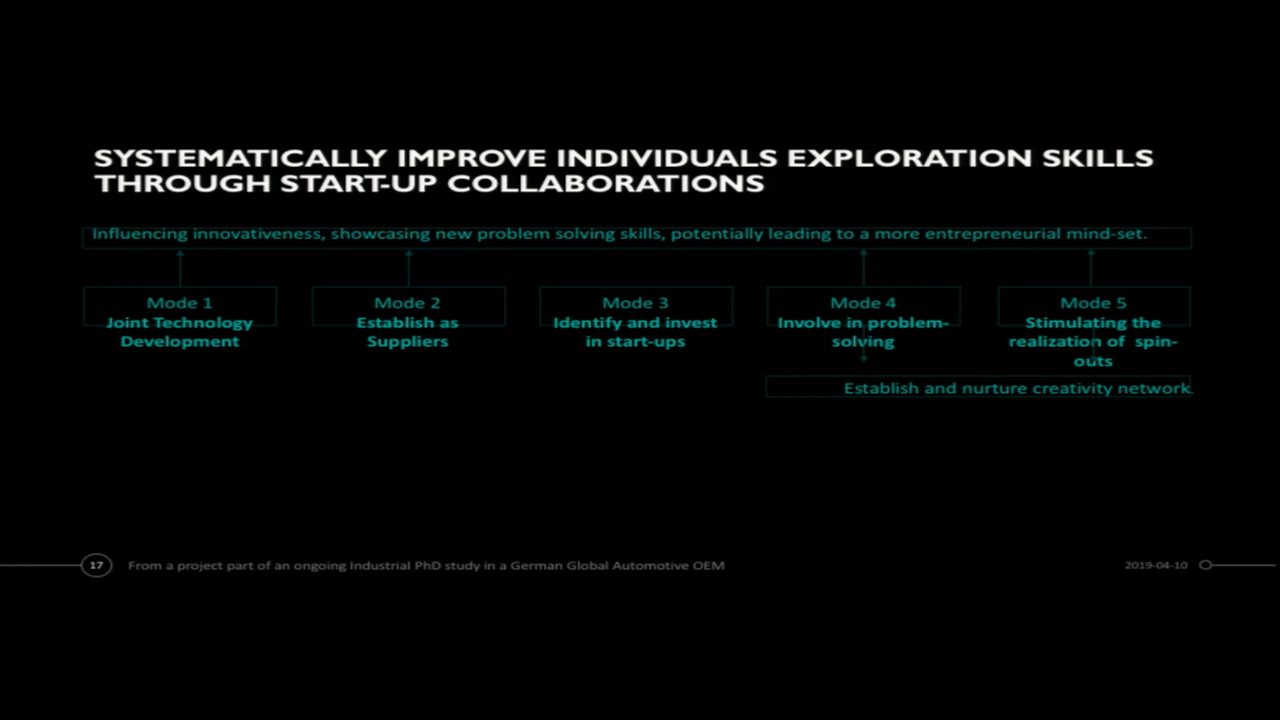 SYSTEMATICALLY IMPROVE INDIVIDUALS EXPLORATION SKILLS
THROUGH START-UP COLLABORATIONS
Influencing innovativeness, showcasing new problem solving skills, potentially leading to a more entrepreneurial mind-set.
Mode 1
Joint Technology
Development
Mode 2
Establish as
Suppliers
Mode 3
Identify and invest
in start-ups
Mode 4
Involve in problem-
solving
Mode 5
Stimulating the
realization of spin-
outs
Establish and nurture creativity network.
17
From a project part of an ongoing Industrial PhD study in a German Global Automotive OEM
2019-04-10